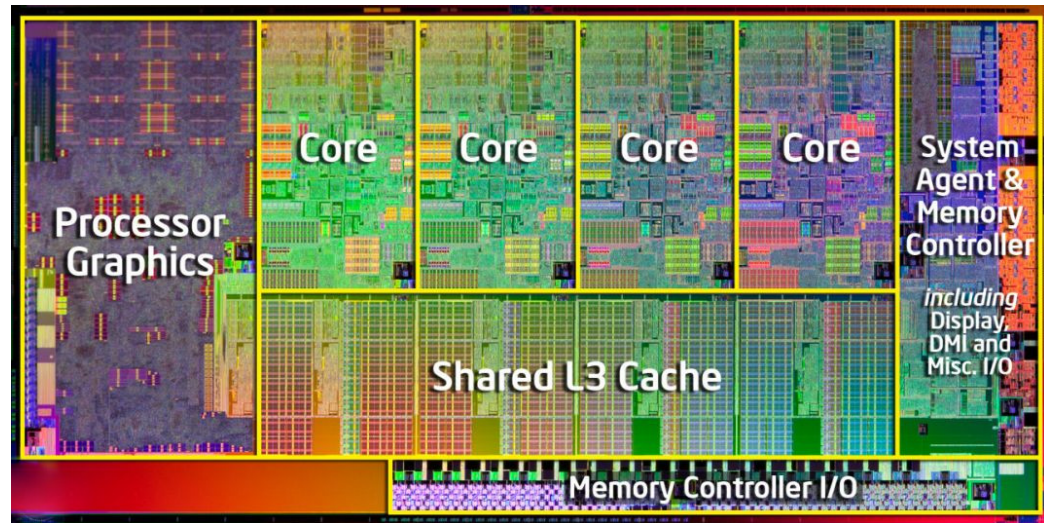 Processor
Graphics
Core
Core
Core
Core
System
Agent &
Memory
Controller
including
Display,
DMI and
Misc. I/O
Shared L3 Cache
Memory Controller I/O